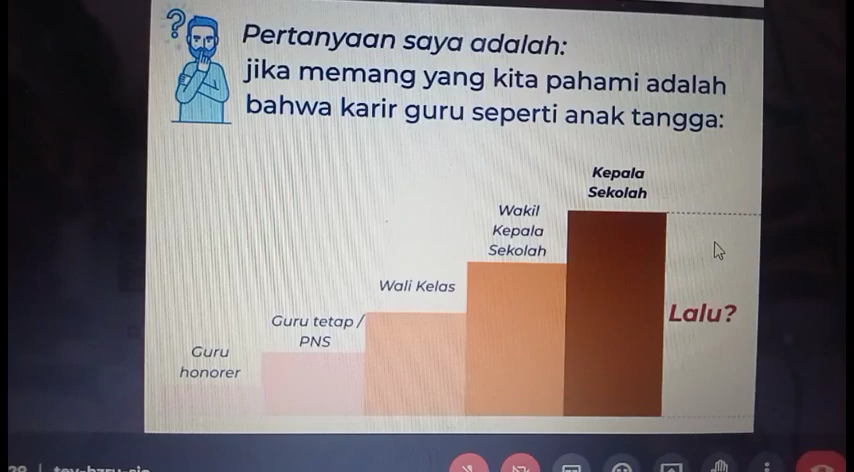 ?
Pertanyaan saya adalah:
jika memang yang kita pahami adalah
bahwa karir guru seperti anak tangga:
Kepala
Sekolah
Wakil
Kepala
Sekolah
Wali Kelas
Guru tetap /
PNS
Guru
honorer
Lalu?